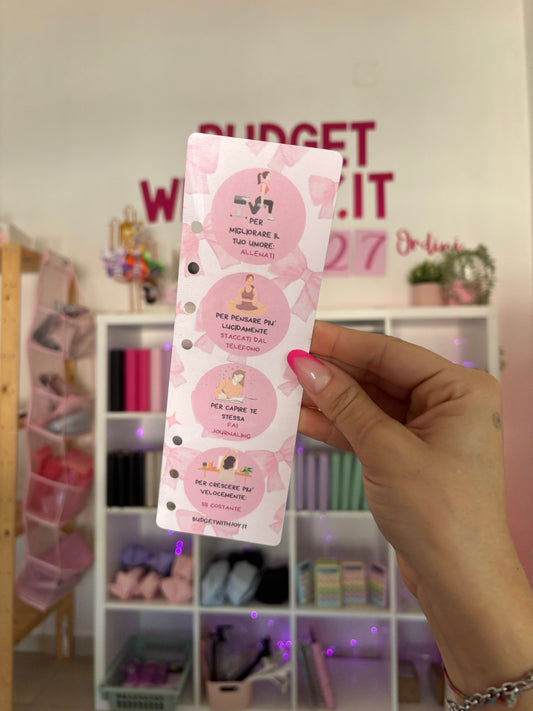 BUDGET
W
.IT
27
Ordini
PER
MIGLIORARE IL
TUO UMORE:
ALLENATI
PER PENSARE PIU'
LUCIDAMENTE
STACCATI DAL
TELEFONO
PER CAPIRE TE
STESSA
FAI
JOURNALING
PER CRESCERE PIU'
VELOCEMENTE:
SII COSTANTE
BUDGETWITHJOY.IT